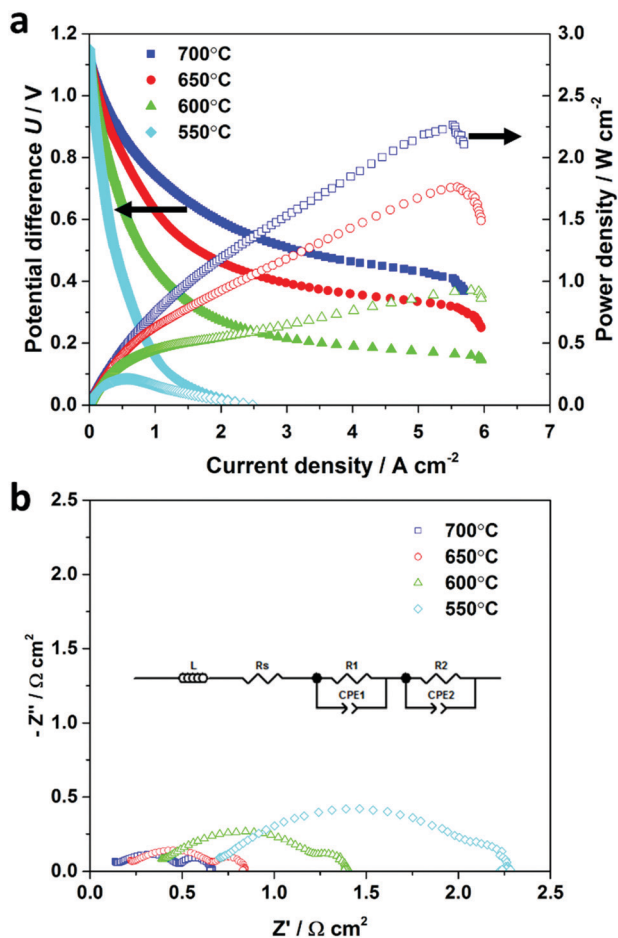 a
Potential difference U / V
1.2
1.0
0.8
0.6
0.4
0.2
0.0
700°C
650°C
600°C
550°C
3.0
2.5
2.0
1.5
1.0
0.5
0.0
Power density / W cm⁻²
0 1 2 3 4 5 6 7
Current density / A cm⁻²
b
- Z'' / Ω cm²
2.5
2.0
1.5
1.0
0.5
0.0
700°C
650°C
600°C
550°C
L Rs R1 R2
CPE1 CPE2
0.0 0.5 1.0 1.5 2.0 2.5
Z' / Ω cm²